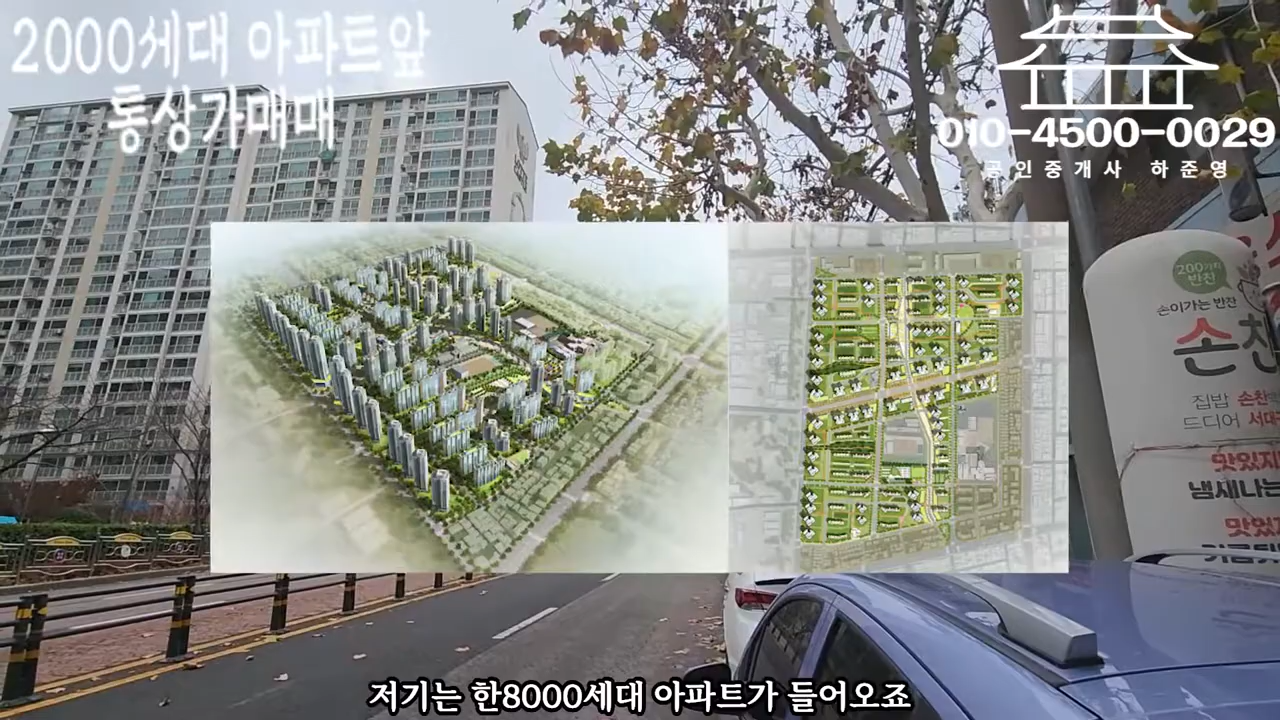 2000세대 아파트앞
통상가매매
010-4500-0029
공인중개사 하준영
200가지
반찬
손이가는 반찬
손찬
집밥 손찬
드디어 서대
맛있지
냄새나는
맛있
저기는 한8000세대 아파트가 들어오죠